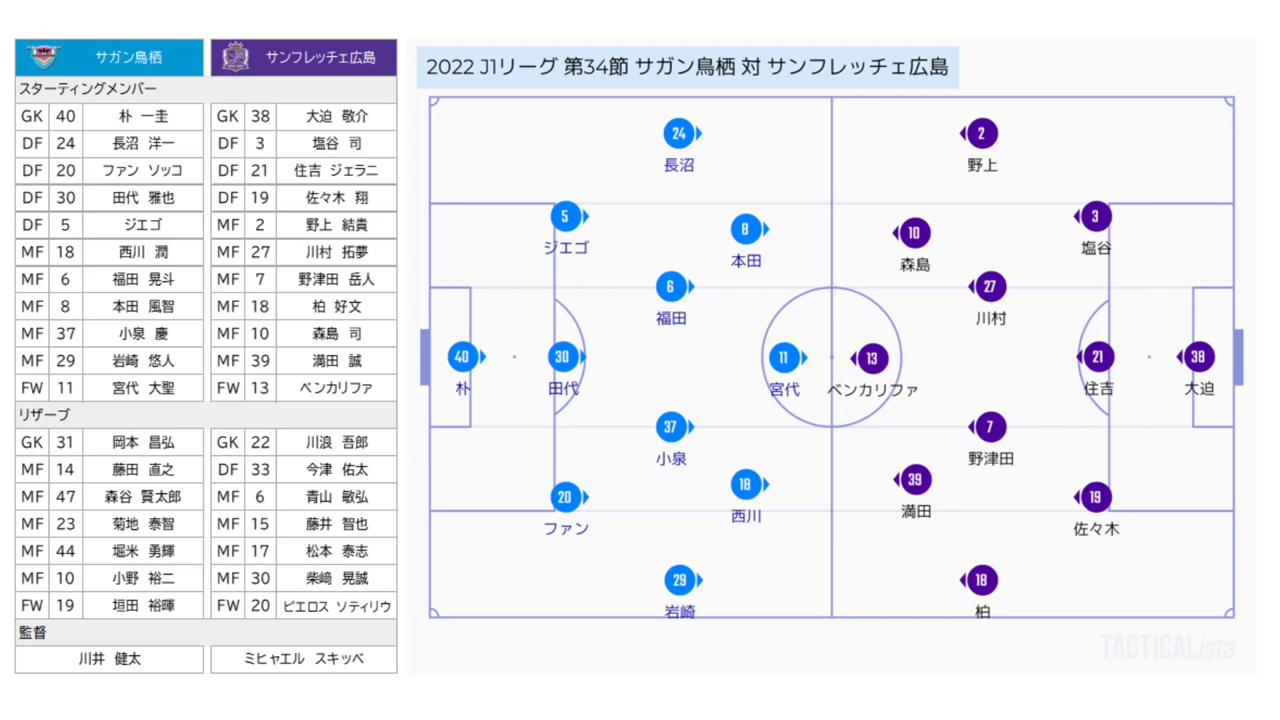 サガン鳥栖 サンフレッチェ広島
スターティングメンバー
GK 40 朴 一圭 GK 38 大迫 敬介
DF 24 長沼 洋一 DF 3 塩谷 司
DF 20 ファン ソッコ DF 21 住吉 ジェラニ
DF 30 田代 雅也 DF 19 佐々木 翔
DF 5 ジエゴ MF 2 野上 結貴
MF 18 西川 潤 MF 27 川村 拓夢
MF 6 福田 晃斗 MF 7 野津田 岳人
MF 8 本田 風智 MF 18 柏 好文
MF 37 小泉 慶 MF 10 森島 司
MF 29 岩崎 悠人 MF 39 満田 誠
FW 11 宮代 大聖 FW 13 ベンカリファ
リザーブ
GK 31 岡本 昌弘 GK 22 川浪 吾郎
MF 14 藤田 直之 DF 33 今津 佑太
MF 47 森谷 賢太郎 MF 6 青山 敏弘
MF 23 菊地 泰智 MF 15 藤井 智也
MF 44 堀米 勇輝 MF 17 松本 泰志
MF 10 小野 裕二 MF 30 柴﨑 晃誠
FW 19 垣田 裕暉 FW 20 ピエロス ソティリウ
監督
川井 健太 ミヒャエル スキッベ
2022 J1リーグ 第34節 サガン鳥栖 対 サンフレッチェ広島
24 2
長沼 野上
5 8 10 3
ジエゴ 本田 森島 塩谷
6 27
福田 川村
40 30 11 13 21 38
朴 田代 宮代 ベンカリファ 住吉 大迫
37 7
小泉 野津田
20 18 39 19
ファン 西川 満田 佐々木
29 18
岩崎 柏
TACTICALista